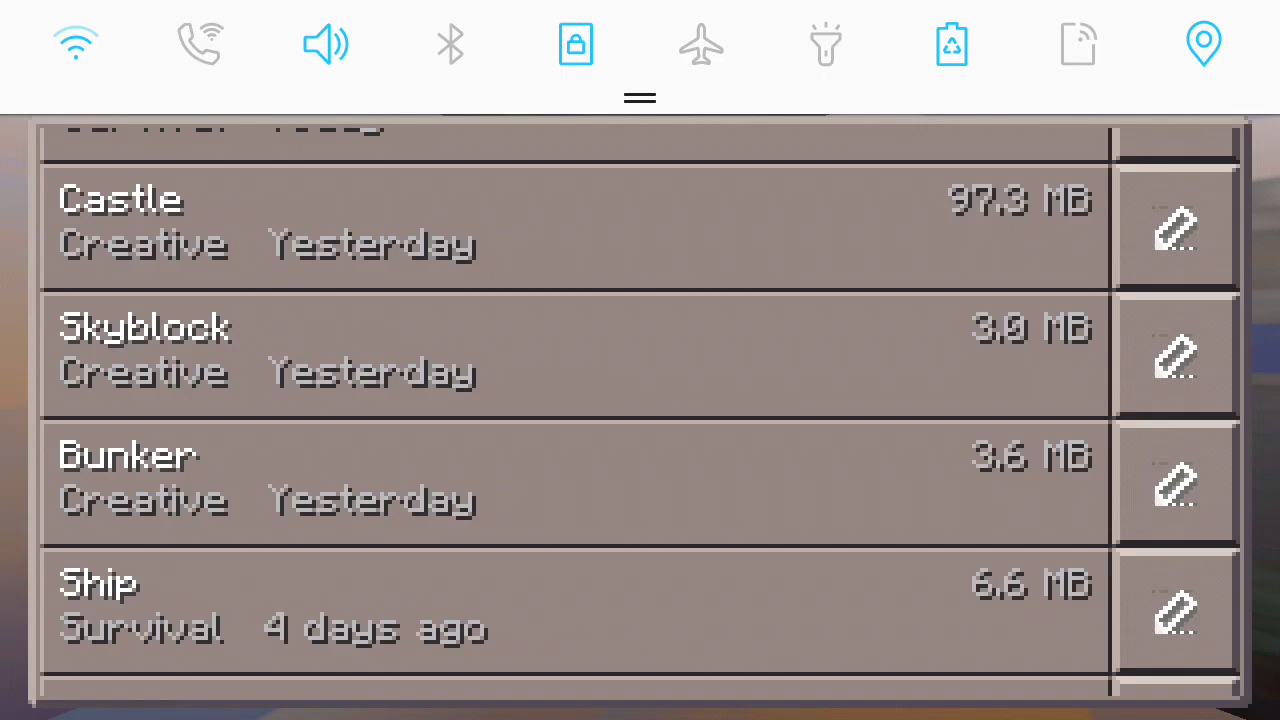 Castle
97.3 MB
Creative Yesterday
Skyblock
3.0 MB
Creative Yesterday
Bunker
3.6 MB
Creative Yesterday
Ship
6.6 MB
Survival 4 days ago